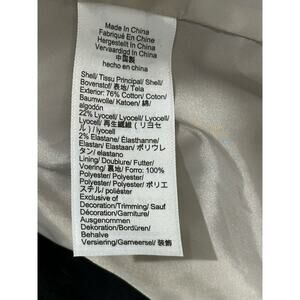 Made In China
Fabriqué En Chine
Hergestellt In China
Vervaardigd In China
中国製
hecho en china
Shell/ Tissu Principal/ Shell/
Bovenstof/ 表地/ Tela
Exterior: 76% Cotton/ Coton/
Baumwolle/ Katoen/ 綿/
algodón
22% Lyocell/ Lyocell/ Lyocell/
Lyocell/ 再生繊維 (リヨセ
ル) / lyocell
2% Elastane/ Élasthanne/
Elastan/ Elastaan/ ポリウレ
タン/ elastano
Lining/ Doublure/ Futter/
Voering/ 裏地/ Forro: 100%
Polyester/ Polyester/
Polyester/ Polyester/ ポリエ
ステル/ poliéster
Exclusive of
Decoration/Trimming/ Sauf
Décoration/Garniture/
Ausgenommen
Dekoration/Bordüren/
Behalve
Versiering/Garneersel/ 装飾